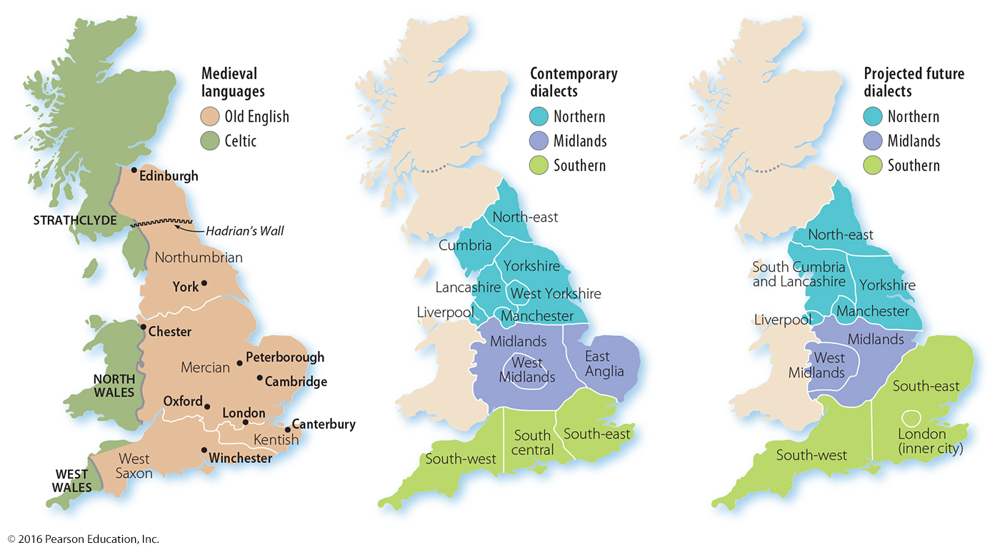 Medieval
languages
Old English
Celtic
Edinburgh
STRATHCLYDE
Hadrian's Wall
Northumbrian
York
Chester
Peterborough
Mercian
Cambridge
NORTH
WALES
Oxford
London
Canterbury
Kentish
West
Saxon
Winchester
WEST
WALES
Contemporary
dialects
Northern
Midlands
Southern
North-east
Cumbria
Yorkshire
Lancashire
West Yorkshire
Liverpool
Manchester
Midlands
West
Midlands
East
Anglia
South
central
South-east
South-west
Projected future
dialects
Northern
Midlands
Southern
North-east
South Cumbria
and Lancashire
Yorkshire
Manchester
Liverpool
Midlands
West
Midlands
South-east
London
(inner city)
South-west
© 2016 Pearson Education, Inc.